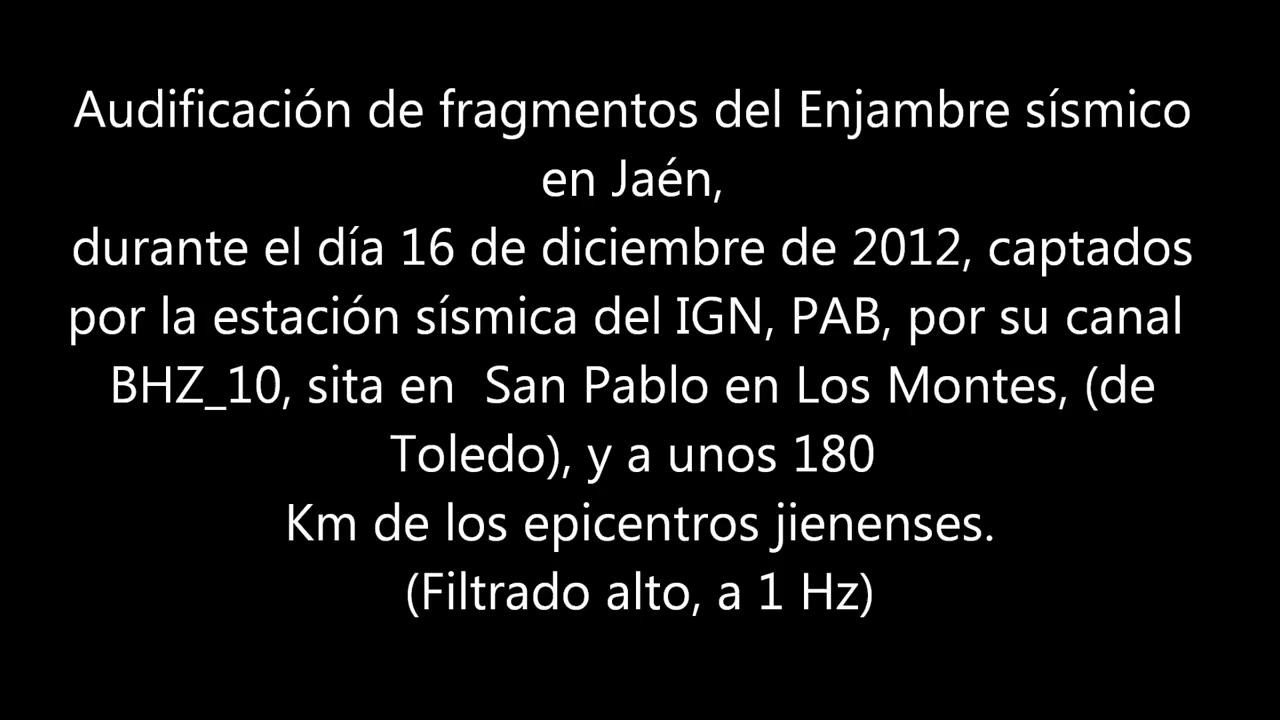 Audificación de fragmentos del Enjambre sísmico
en Jaén,
durante el día 16 de diciembre de 2012, captados
por la estación sísmica del IGN, PAB, por su canal
BHZ_10, sita en  San Pablo en Los Montes, (de
Toledo), y a unos 180
Km de los epicentros jienenses.
(Filtrado alto, a 1 Hz)